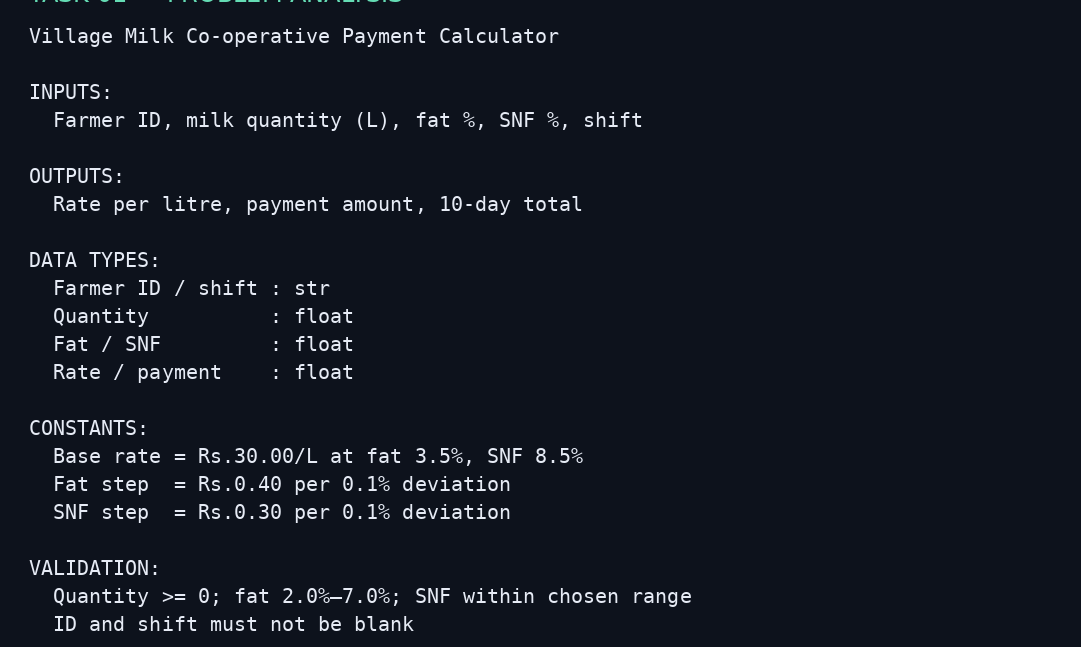 Village Milk Co-operative Payment Calculator
INPUTS:
Farmer ID, milk quantity (L), fat %, SNF %, shift
OUTPUTS:
Rate per litre, payment amount, 10-day total
DATA TYPES:
Farmer ID / shift : str
Quantity : float
Fat / SNF : float
Rate / payment : float
CONSTANTS:
Base rate = Rs.30.00/L at fat 3.5%, SNF 8.5%
Fat step = Rs.0.40 per 0.1% deviation
SNF step = Rs.0.30 per 0.1% deviation
VALIDATION:
Quantity >= 0; fat 2.0%–7.0%; SNF within chosen range
ID and shift must not be blank